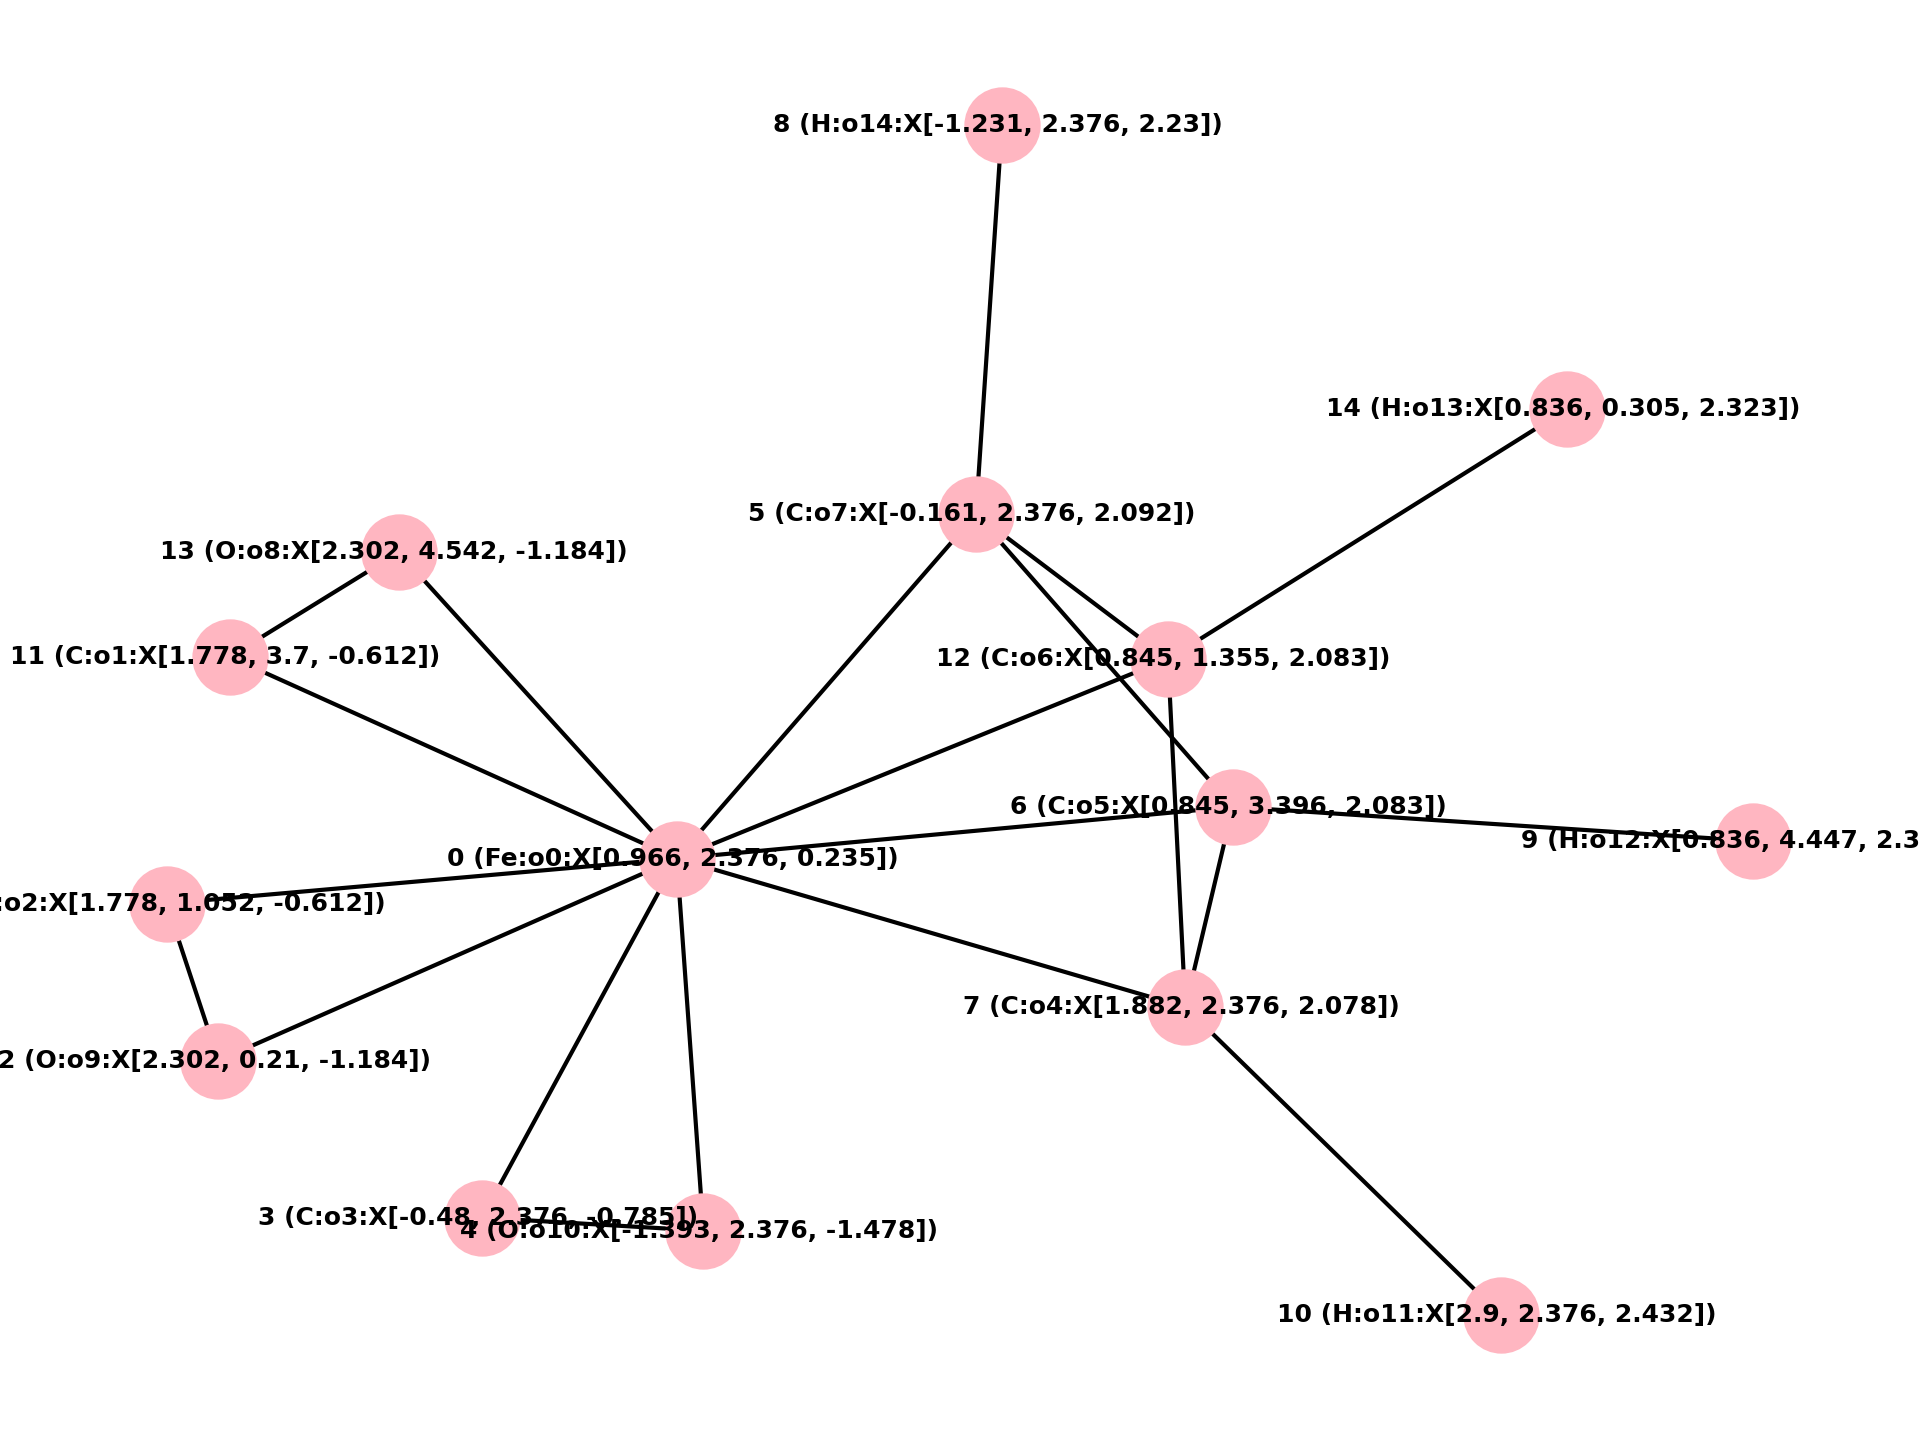 8 (H:o14:X[-1.231, 2.376, 2.23])
14 (H:o13:X[0.836, 0.305, 2.323])
5 (C:o7:X[-0.161, 2.376, 2.092])
13 (O:o8:X[2.302, 4.542, -1.184])
11 (C:o1:X[1.778, 3.7, -0.612])
12 (C:o6:X[0.845, 1.355, 2.083])
6 (C:o5:X[0.845, 3.396, 2.083])
9 (H:o12:X[0.836, 4.447, 2.3
0 (Fe:o0:X[0.966, 2.376, 0.235])
:o2:X[1.778, 1.052, -0.612])
7 (C:o4:X[1.882, 2.376, 2.078])
2 (O:o9:X[2.302, 0.21, -1.184])
3 (C:o3:X[-0.48, 2.376, -0.785])
4 (O:o10:X[-1.393, 2.376, -1.478])
10 (H:o11:X[2.9, 2.376, 2.432])